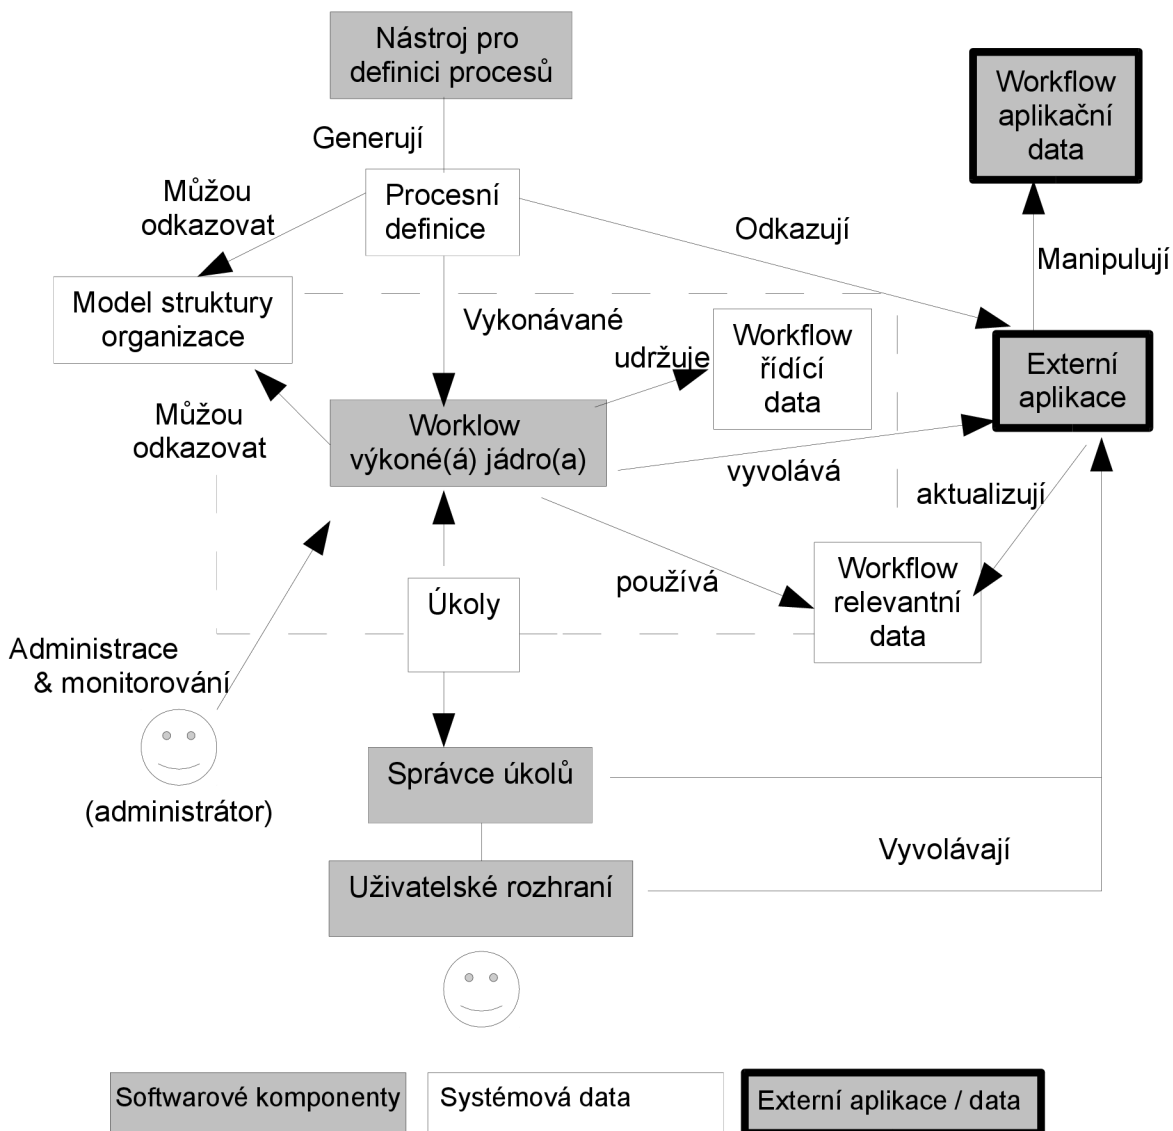 Nástroj pro
definici procesů
Workflow
aplikační
data
Generují
Můžou
odkazovat
Procesní
definice
Odkazují
Manipulují
Model struktury
organizace
Vykonávané
udržuje
Workflow
řídící
data
Externí
aplikace
Můžou
odkazovat
Worklow
výkoné(á) jádro(a)
vyvolává
aktualizují
používá
Workflow
relevantní
data
Úkoly
Administrace
& monitorování
(administrátor)
Správce úkolů
Vyvolávají
Uživatelské rozhraní
Softwarové komponenty
Systémová data
Externí aplikace / data